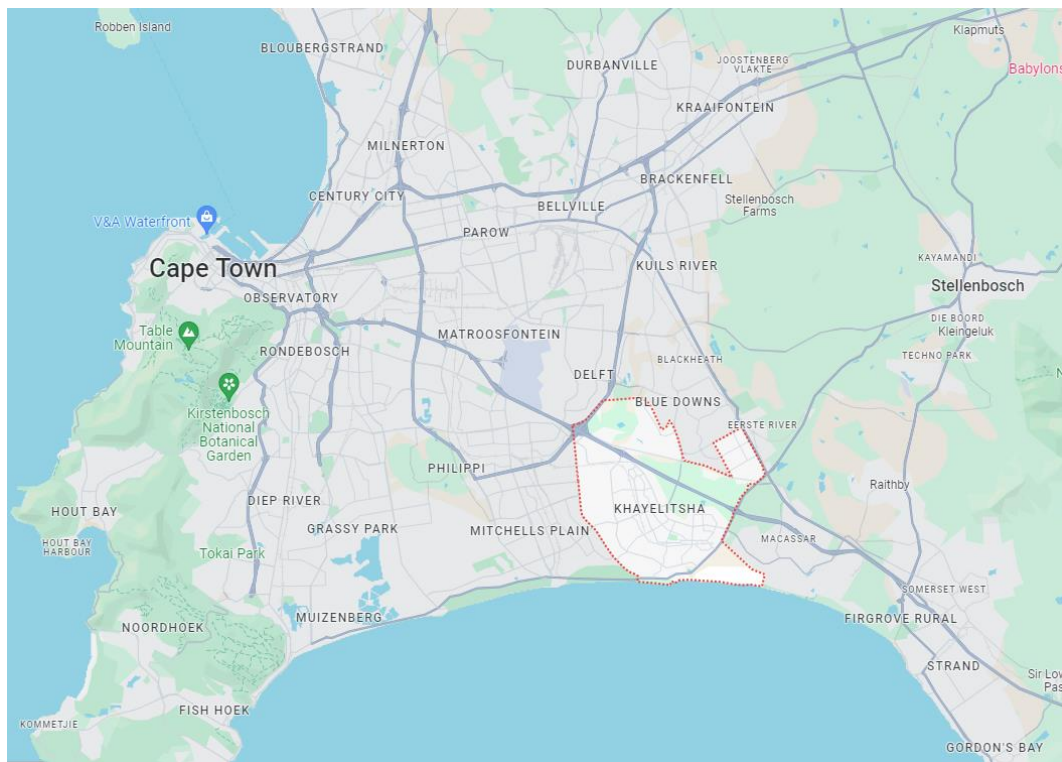 Robben Island
BLOUBERGSTRAND
DURBANVILLE
JOOSTENBERG
VLAKTE
Klapmuts
Babylons
KRAAIFONTEIN
MILNERTON
CENTURY CITY
BRACKENFELL
BELLVILLE
Stellenbosch
Farms
V&A Waterfront
PAROW
Cape Town
KUILS RIVER
KAYAMANDI
Stellenbosch
OBSERVATORY
DIE BOORD
Kleingeluk
Table
Mountain
MATROOSFONTEIN
RONDEBOSCH
BLACKHEATH
TECHNO PARK
DELFT
Kirstenbosch
National
Botanical
Garden
BLUE DOWNS
EERSTE RIVER
PHILIPPI
Raithby
DIEP RIVER
HOUT BAY
KHAYELITSHA
GRASSY PARK
MITCHELLS PLAIN
HOUT BAY
HARBOUR
MACASSAR
Tokai Park
SOMERSET WEST
MUIZENBERG
FIRGROVE RURAL
NOORDHOEK
STRAND
Sir Low
Pas
FISH HOEK
KOMMETJIE
GORDON'S BAY